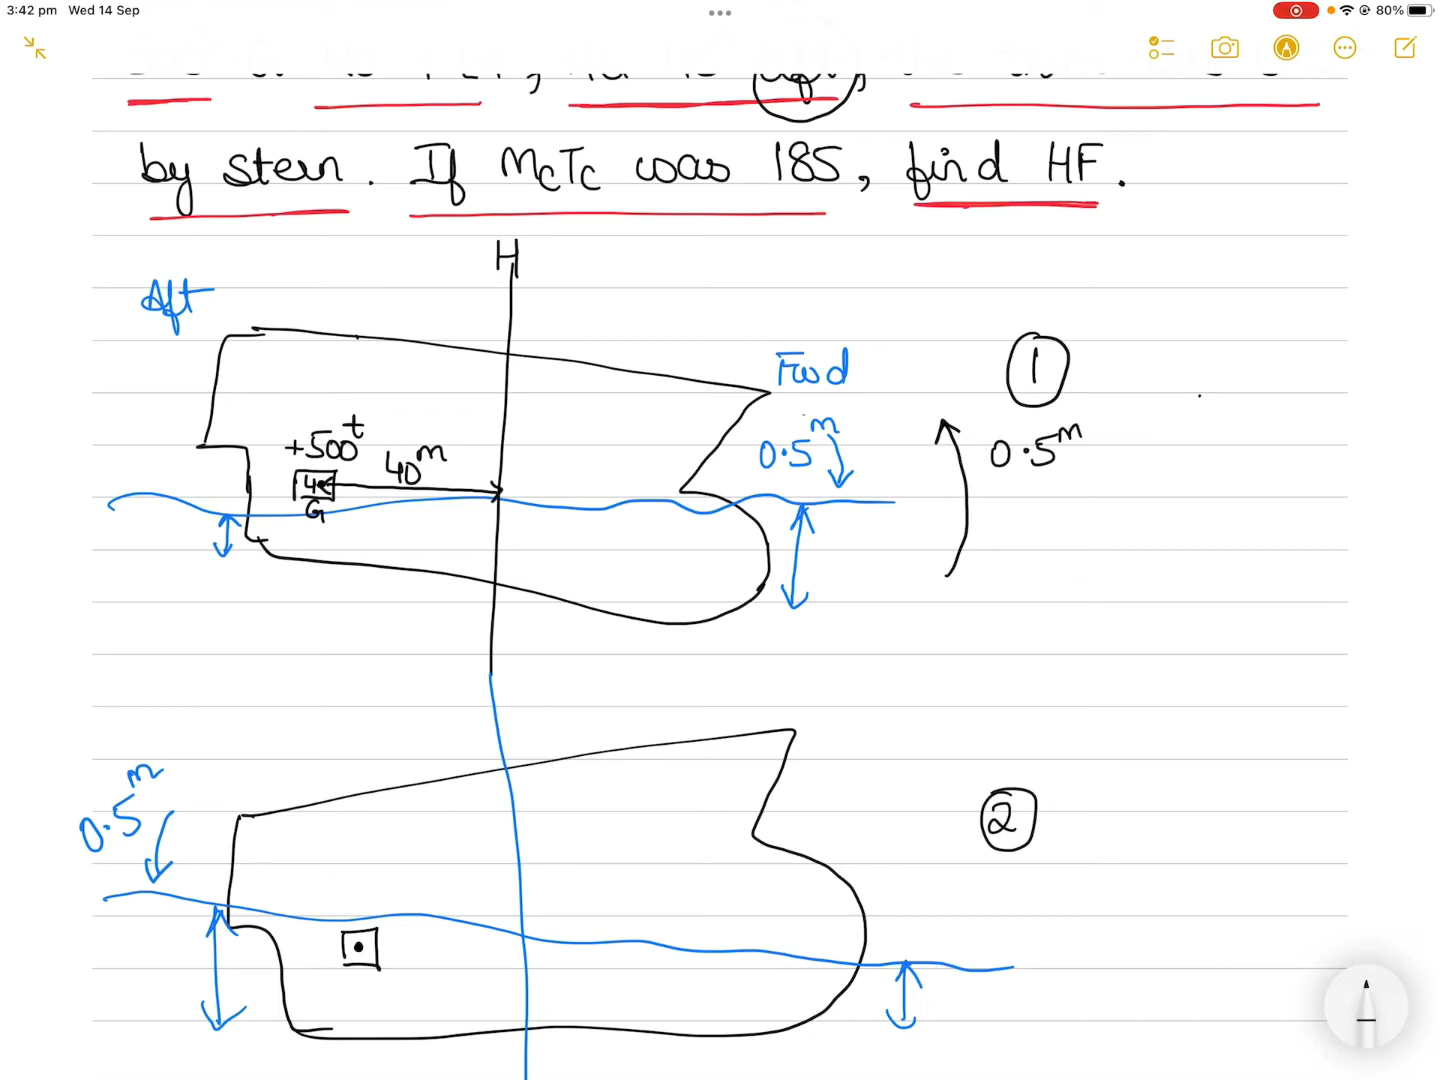 3:42 pm Wed 14 Sep
80%
by stern. If MCTC was 185, find HF.
H
Aft
Fwd
1
+500t
40m
0.5m
0.5m
G
0.5m
2